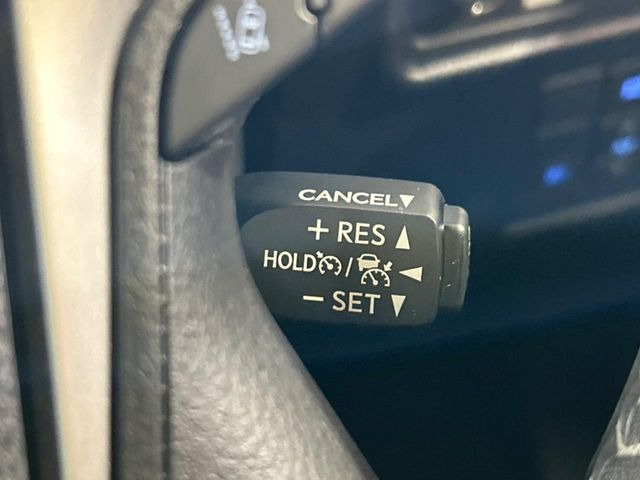 CANCEL▼
+ RES ▲
HOLD / ◀
− SET ▼